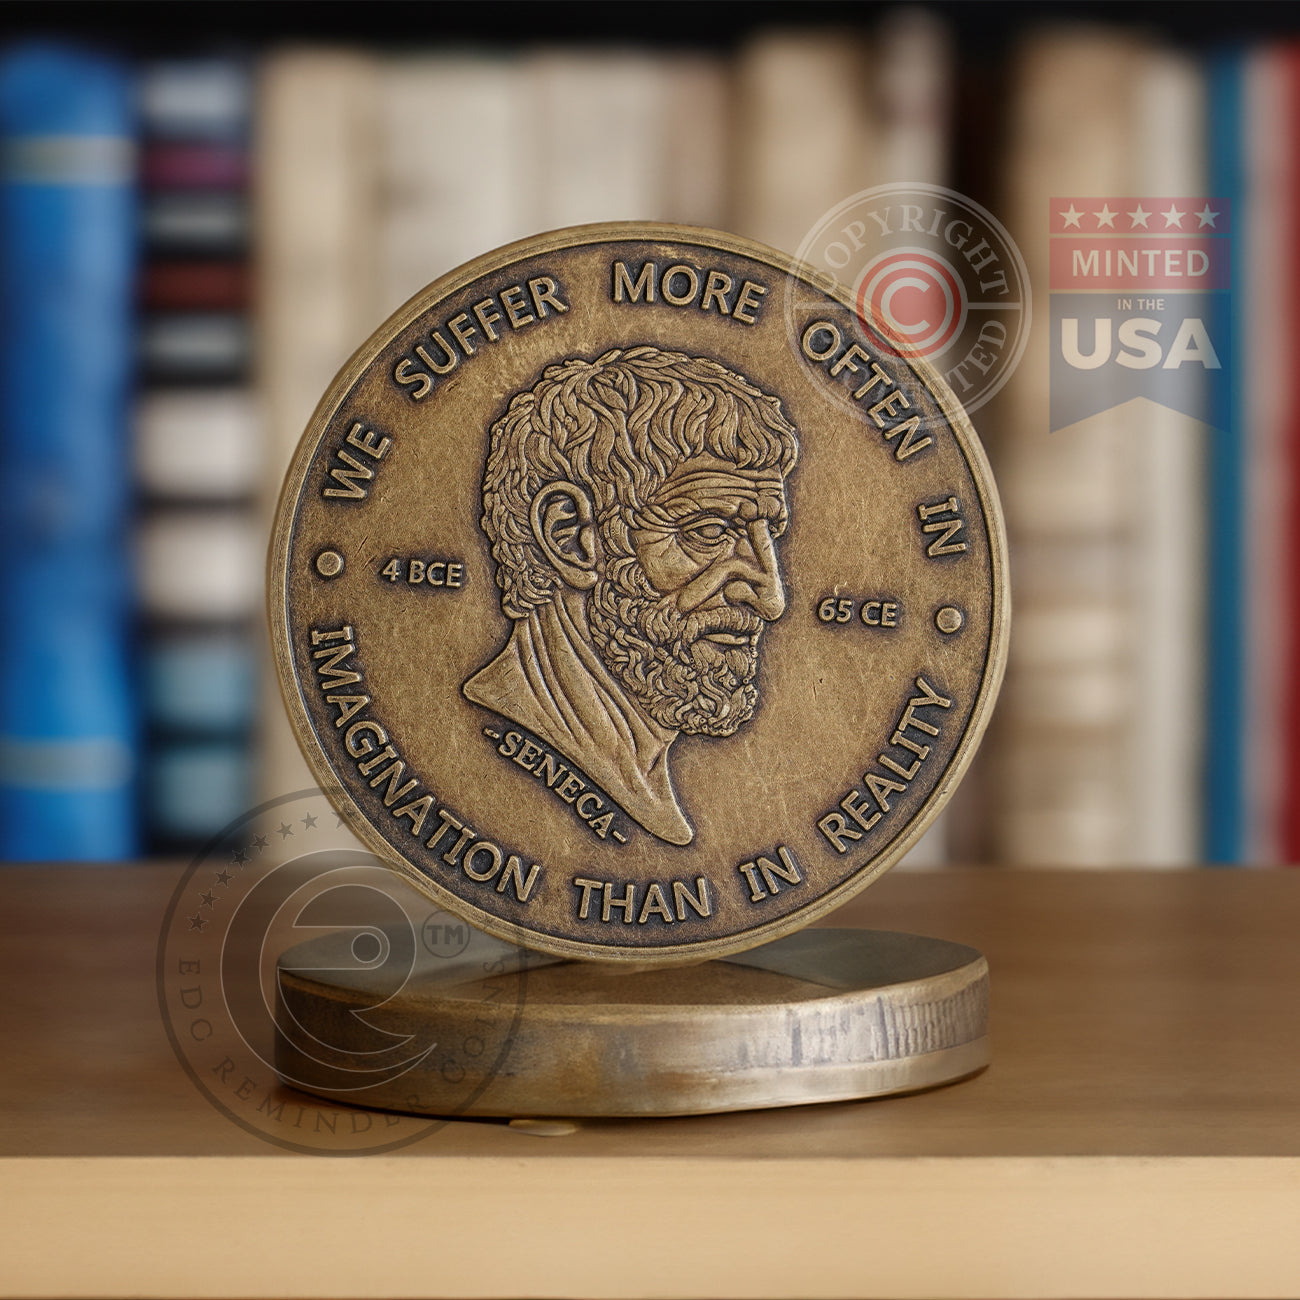 WE SUFFER MORE OFTEN IN
IMAGINATION THAN IN REALITY
4 BCE
65 CE
-SENECA-
COPYRIGHT
C
MINTED
IN THE
USA
EDC REMINDER COINS
TM